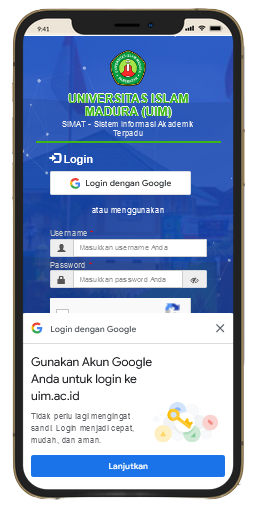 9:41
UNIVERSITAS ISLAM
MADURA (UIM)
SIMAT - Sistem Informasi Akademik
Terpadu
Login
Login dengan Google
atau menggunakan
Username
Masukkan username Anda
Password
Masukkan password Anda
Login dengan Google
Gunakan Akun Google
Anda untuk login ke
uim.ac.id
Tidak perlu lagi mengingat
sandi. Login menjadi cepat,
mudah, dan aman.
Lanjutkan